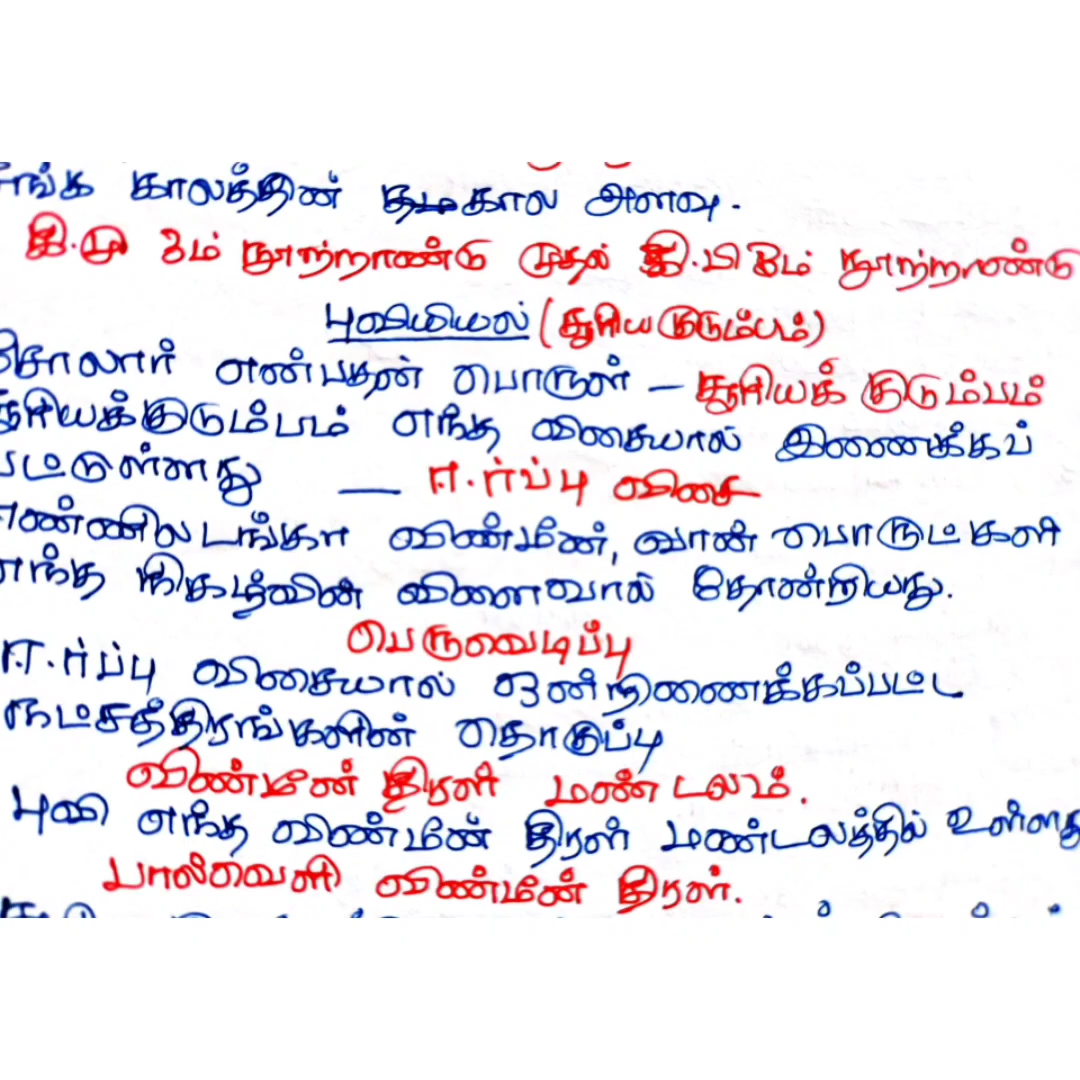 சங்க காலத்தின் கால அளவு.
கி.மு 3ம் நூற்றாண்டு முதல் கி.பி 3ம் நூற்றாண்டு
புவியியல் (சூரிய குடும்பம்)
சோலார் என்பதன் பொருள் – சூரியக் குடும்பம்
சூரியக்குடும்பம் எந்த விசையால் இணைக்கப்
பட்டுள்ளது — ஈர்ப்பு விசை
எண்ணிலடங்கா விண்மீண், வான் பொருட்களி
எந்த நிகழ்வின் விளைவால் தோன்றியது.
பெருவெடிப்பு
ஈர்ப்பு விசையால் ஒன்றிணைக்கப்பட்ட
நட்சத்திரங்களின் தொகுப்பு
விண்மீண் திரளி மண்டலம்.
புவி எந்த விண்மீண் திரள் மண்டலத்தில் உள்ளது
பால்வெளி விண்மீண் திரள்.